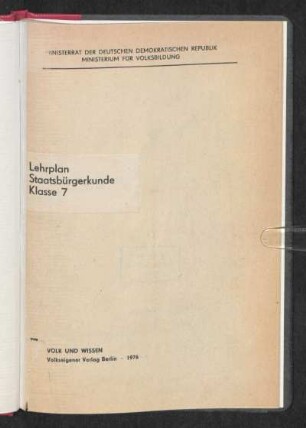 MINISTERRAT DER DEUTSCHEN DEMOKRATISCHEN REPUBLIK
MINISTERIUM FÜR VOLKSBILDUNG
Lehrplan
Staatsbürgerkunde
Klasse 7
VOLK UND WISSEN
Volkseigener Verlag Berlin · 1976